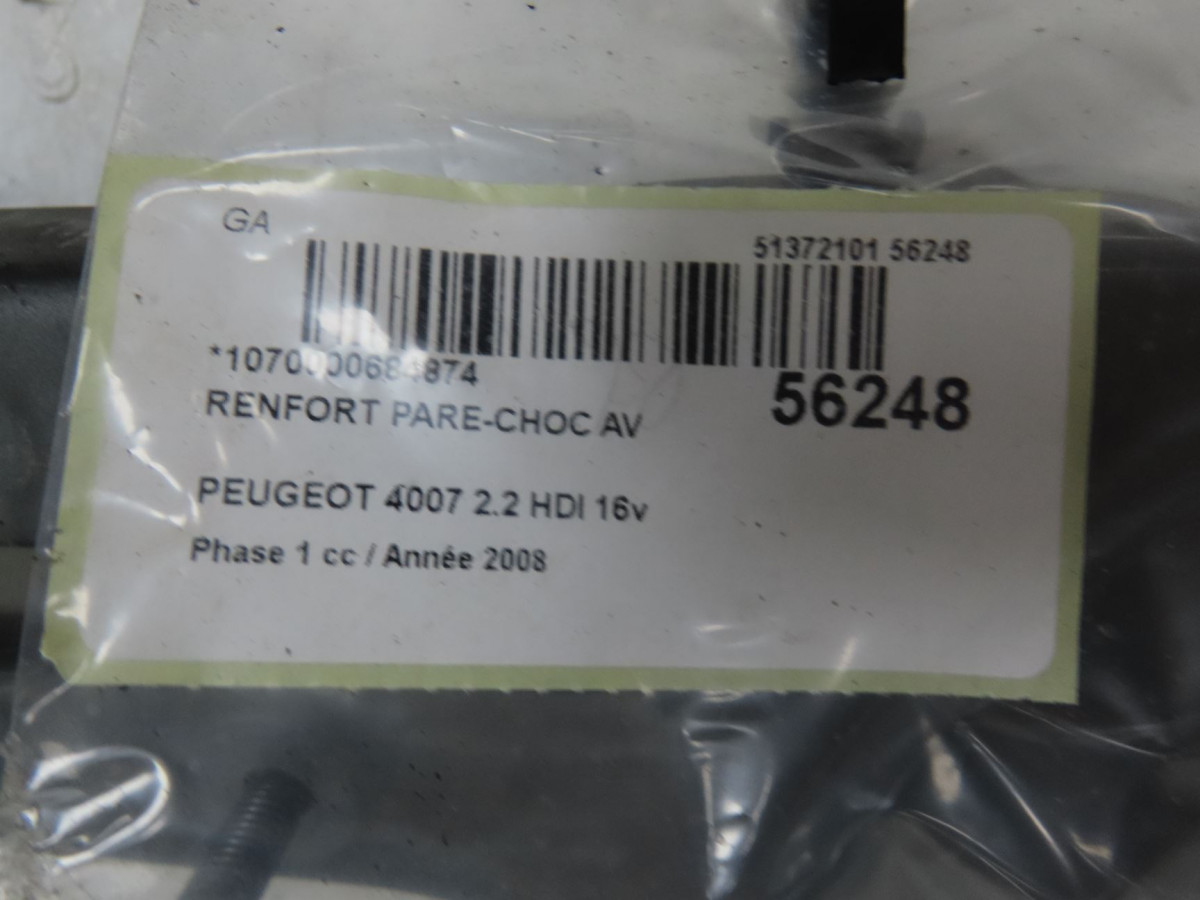 GA
51372101 56248
56248
RENFORT PARE-CHOC AV
PEUGEOT 4007 2.2 HDI 16v
Phase 1 cc / Année 2008